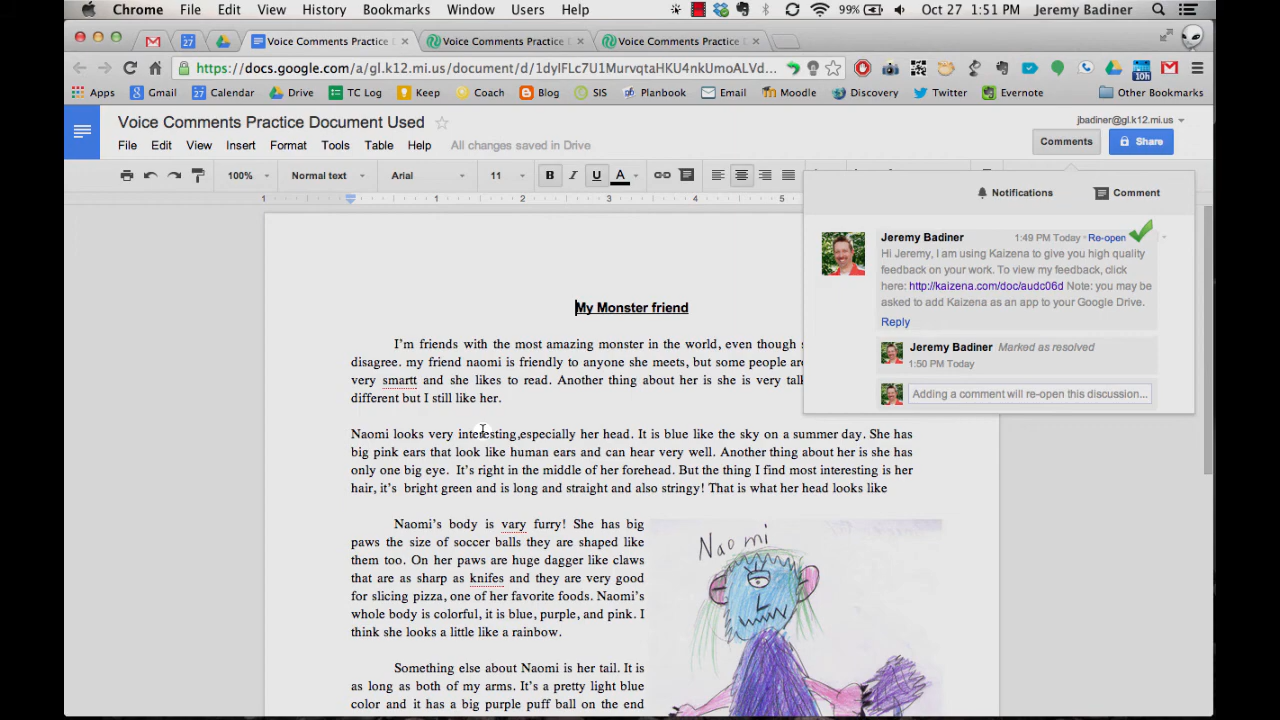 Chrome File Edit View History Bookmarks Window Users Help 99% Oct 27 1:51 PM Jeremy Badiner
Voice Comments Practice Voice Comments Practice Voice Comments Practice
https://docs.google.com/a/gl.k12.mi.us/document/d/1dylFLc7U1MurvqtaHKU4nkUmoALVd... 10h
Apps Gmail Calendar Drive TC Log Keep Coach Blog SIS Planbook Email Moodle Discovery Twitter Evernote Other Bookmarks
Voice Comments Practice Document Used
jbadiner@gl.k12.mi.us
File Edit View Insert Format Tools Table Help All changes saved in Drive
Comments Share
100% Normal text Arial 11 B I U A
Notifications Comment
1 1 2 3 4 5
Jeremy Badiner 1:49 PM Today Re-open
Hi Jeremy, I am using Kaizena to give you high quality
feedback on your work. To view my feedback, click
here: http://kaizena.com/doc/audc06d Note: you may be
asked to add Kaizena as an app to your Google Drive.
Reply
Jeremy Badiner Marked as resolved
1:50 PM Today
Adding a comment will re-open this discussion...
My Monster friend
I'm friends with the most amazing monster in the world, even though
disagree. my friend naomi is friendly to anyone she meets, but some people are
very smartt and she likes to read. Another thing about her is she is very
different but I still like her.
Naomi looks very interesting,especially her head. It is blue like the sky on a summer day. She has
big pink ears that look like human ears and can hear very well. Another thing about her is she has
only one big eye. It's right in the middle of her forehead. But the thing I find most interesting is her
hair, it's bright green and is long and straight and also stringy! That is what her head looks like
Naomi's body is vary furry! She has big
paws the size of soccer balls they are shaped like
them too. On her paws are huge dagger like claws
that are as sharp as knifes and they are very good
for slicing pizza, one of her favorite foods. Naomi's
whole body is colorful, it is blue, purple, and pink. I
think she looks a little like a rainbow.
Naomi
Something else about Naomi is her tail. It is
as long as both of my arms. It's a pretty light blue
color and it has a big purple puff ball on the end